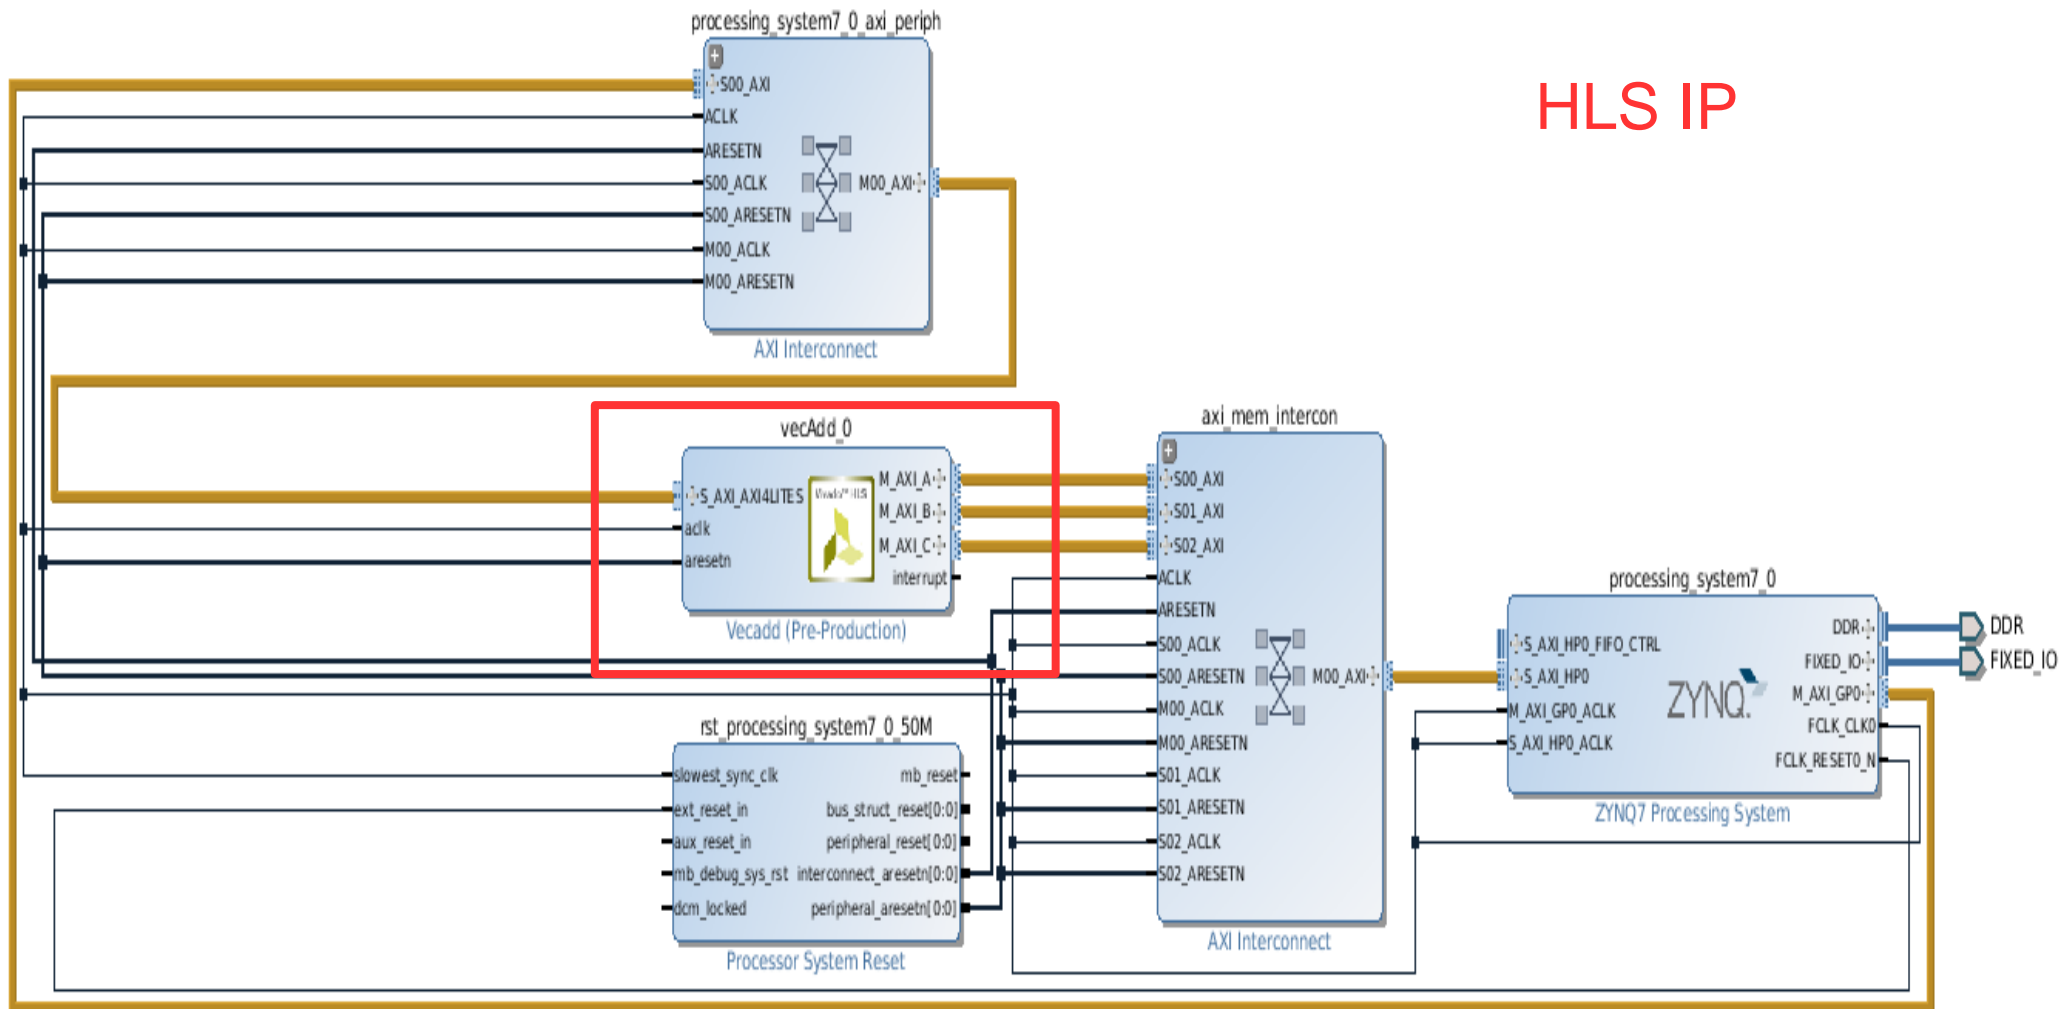 processing_system7_0_axi_periph
S00_AXI
ACLK
ARESETN
S00_ACLK
S00_ARESETN
M00_ACLK
M00_ARESETN
M00_AXI
AXI Interconnect
HLS IP
vecAdd_0
S_AXI_AXI4LITES
aclk
aresetn
Vivado™ HLS
M_AXI_A
M_AXI_B
M_AXI_C
interrupt
Vecadd (Pre-Production)
axi_mem_intercon
S00_AXI
S01_AXI
S02_AXI
ACLK
ARESETN
S00_ACLK
S00_ARESETN
M00_ACLK
M00_ARESETN
S01_ACLK
S01_ARESETN
S02_ACLK
S02_ARESETN
M00_AXI
AXI Interconnect
rst_processing_system7_0_50M
slowest_sync_clk
ext_reset_in
aux_reset_in
mb_debug_sys_rst
dcm_locked
mb_reset
bus_struct_reset[0:0]
peripheral_reset[0:0]
interconnect_aresetn[0:0]
peripheral_aresetn[0:0]
Processor System Reset
processing_system7_0
S_AXI_HP0_FIFO_CTRL
S_AXI_HP0
M_AXI_GP0_ACLK
S_AXI_HP0_ACLK
ZYNQ.
DDR
FIXED_IO
M_AXI_GP0
FCLK_CLK0
FCLK_RESET0_N
ZYNQ7 Processing System
DDR
FIXED_IO